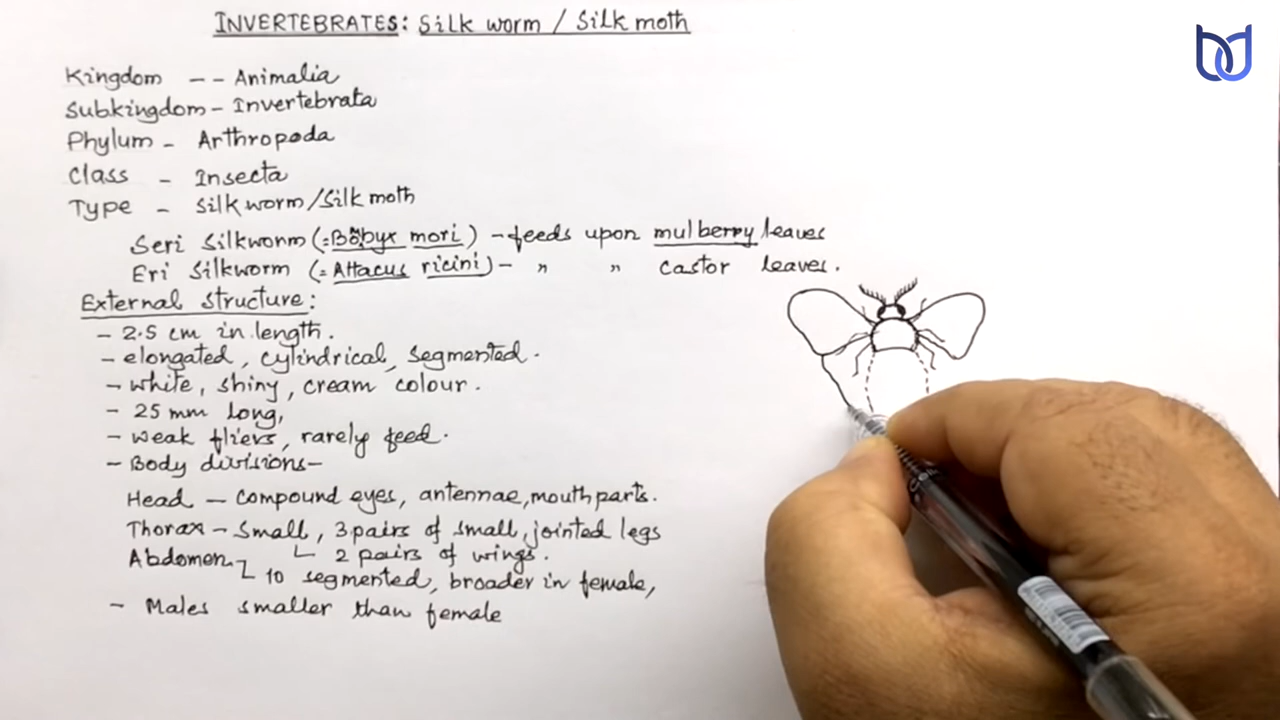 INVERTEBRATES: Silk worm / Silk moth
Kingdom -- Animalia
Subkingdom - Invertebrata
Phylum - Arthropoda
Class - Insecta
Type - Silkworm/Silk moth
Seri Silkworm (=Bobyx mori) - feeds upon mulberry leaves
Eri Silkworm (=Attacus ricini) - " " Castor leaves.
External structure:
- 2.5 cm in length.
- elongated, cylindrical, segmented.
- white, shiny, cream colour.
- 25 mm long,
- weak fliers, rarely feed.
- Body divisions-
Head - compound eyes, antennae, mouth parts.
Thorax - small, 3 pairs of small, jointed legs
2 pairs of wings.
Abdomen
10 segmented, broader in female,
- Males smaller than female